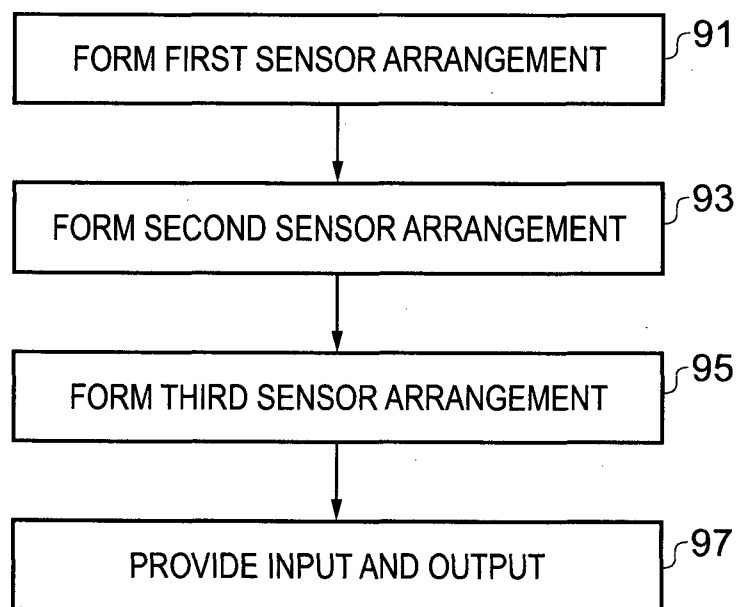 FORM FIRST SENSOR ARRANGEMENT 91
FORM SECOND SENSOR ARRANGEMENT 93
FORM THIRD SENSOR ARRANGEMENT 95
PROVIDE INPUT AND OUTPUT 97